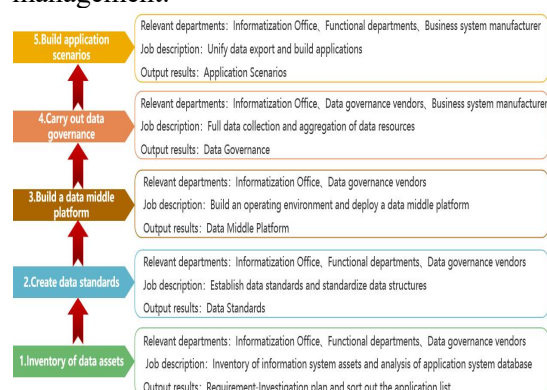 management.
5.Build application
scenarios
Relevant departments: Informatization Office、Functional departments、Business system manufacturer
Job description: Unify data export and build applications
Output results: Application Scenarios
4.Carry out data
governance
Relevant departments: Informatization Office、Data governance vendors、Business system manufacturer
Job description: Full data collection and aggregation of data resources
Output results: Data Governance
3.Build a data middle
platform
Relevant departments: Informatization Office、Data governance vendors
Job description: Build an operating environment and deploy a data middle platform
Output results: Data Middle Platform
2.Create data standards
Relevant departments: Informatization Office、Functional departments、Data governance vendors
Job description: Establish data standards and standardize data structures
Output results: Data Standards
1.Inventory of data assets
Relevant departments: Informatization Office、Functional departments、Data governance vendors
Job description: Inventory of information system assets and analysis of application system database
Output results: Requirement-Investigation plan and sort out the application list